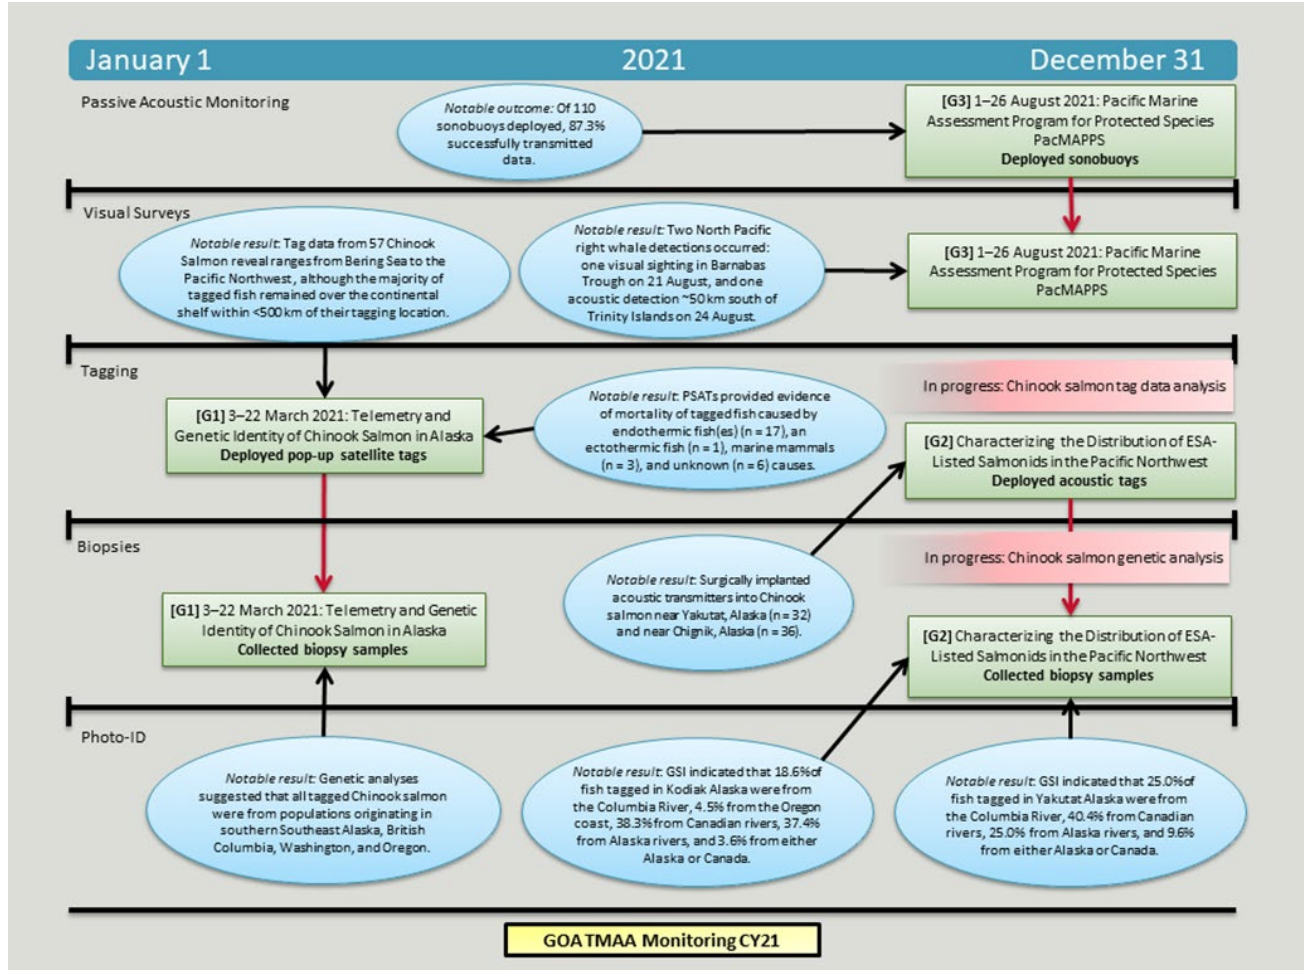 January 1
2021
December 31
Passive Acoustic Monitoring
Notable outcome: Of 110
sonobuoys deployed, 87.3%
successfully transmitted
data.
[G3] 1–26 August 2021: Pacific Marine
Assessment Program for Protected Species
PacMAPPS
Deployed sonobuoys
Visual Surveys
Notable result: Tag data from 57 Chinook
Salmon reveal ranges from Bering Sea to the
Pacific Northwest, although the majority of
tagged fish remained over the continental
shelf within <500 km of their tagging location.
Notable result: Two North Pacific
right whale detections occurred:
one visual sighting in Barnabas
Trough on 21 August, and one
acoustic detection ~50 km south of
Trinity Islands on 24 August.
[G3] 1–26 August 2021: Pacific Marine
Assessment Program for Protected Species
PacMAPPS
Tagging
In progress: Chinook salmon tag data analysis
[G1] 3–22 March 2021: Telemetry and
Genetic Identity of Chinook Salmon in Alaska
Deployed pop-up satellite tags
Notable result: PSATs provided evidence
of mortality of tagged fish caused by
endothermic fish(es) (n = 17), an
ectothermic fish (n = 1), marine mammals
(n = 3), and unknown (n = 6) causes.
[G2] Characterizing the Distribution of ESA-
Listed Salmonids in the Pacific Northwest
Deployed acoustic tags
Biopsies
In progress: Chinook salmon genetic analysis
[G1] 3–22 March 2021: Telemetry and Genetic
Identity of Chinook Salmon in Alaska
Collected biopsy samples
Notable result: Surgically implanted
acoustic transmitters into Chinook
salmon near Yakutat, Alaska (n = 32)
and near Chignik, Alaska (n = 36).
[G2] Characterizing the Distribution of ESA-
Listed Salmonids in the Pacific Northwest
Collected biopsy samples
Photo-ID
Notable result: Genetic analyses
suggested that all tagged Chinook salmon
were from populations originating in
southern Southeast Alaska, British
Columbia, Washington, and Oregon.
Notable result: GSI indicated that 18.6% of
fish tagged in Kodiak Alaska were from
the Columbia River, 4.5% from the Oregon
coast, 38.3% from Canadian rivers, 37.4%
from Alaska rivers, and 3.6% from either
Alaska or Canada.
Notable result: GSI indicated that 25.0% of
fish tagged in Yakutat Alaska were from
the Columbia River, 40.4% from Canadian
rivers, 25.0% from Alaska rivers, and 9.6%
from either Alaska or Canada.
GOA TMAA Monitoring CY21